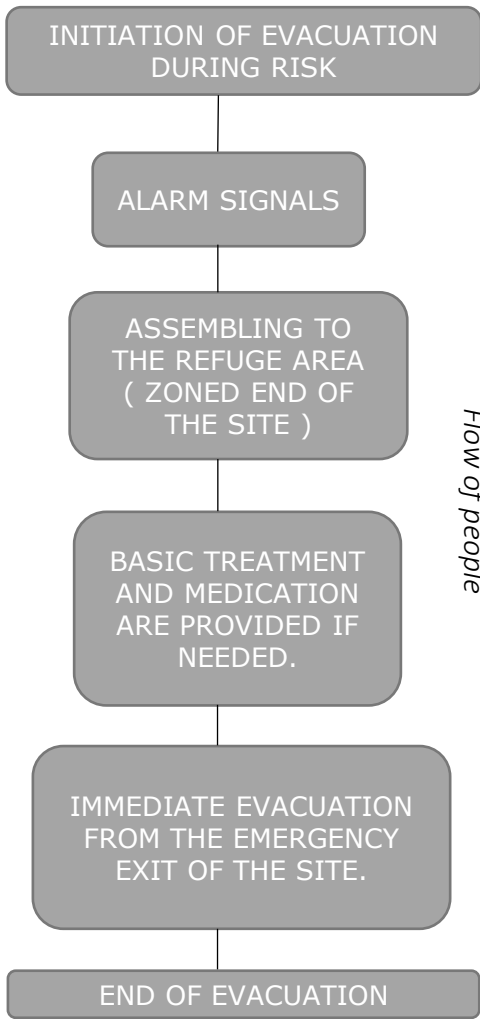 INITIATION OF EVACUATION
DURING RISK
ALARM SIGNALS
ASSEMBLING TO
THE REFUGE AREA
( ZONED END OF
THE SITE )
Flow of people
BASIC TREATMENT
AND MEDICATION
ARE PROVIDED IF
NEEDED.
IMMEDIATE EVACUATION
FROM THE EMERGENCY
EXIT OF THE SITE.
END OF EVACUATION